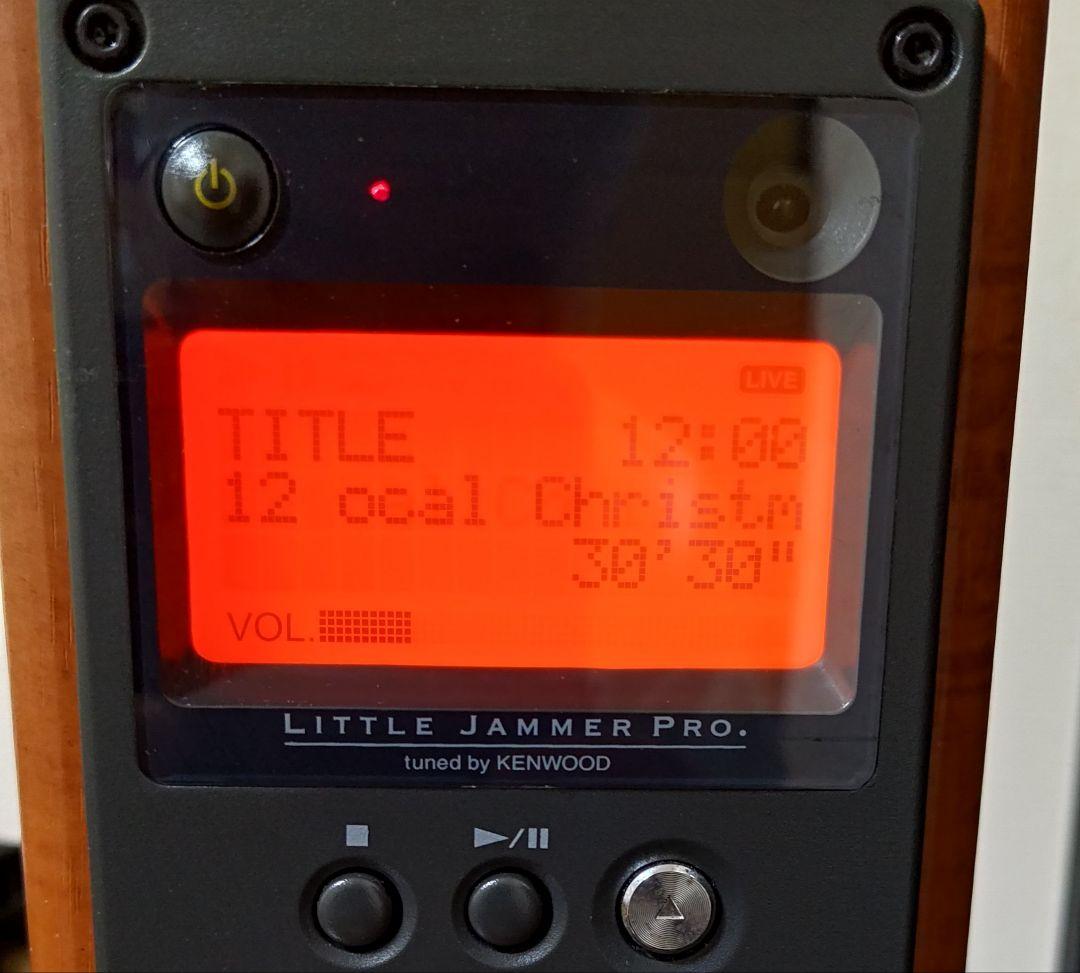 LIVE
TITLE 12:00
12 ocal Christm
30'30"
VOL.
LITTLE JAMMER PRO.
tuned by KENWOOD